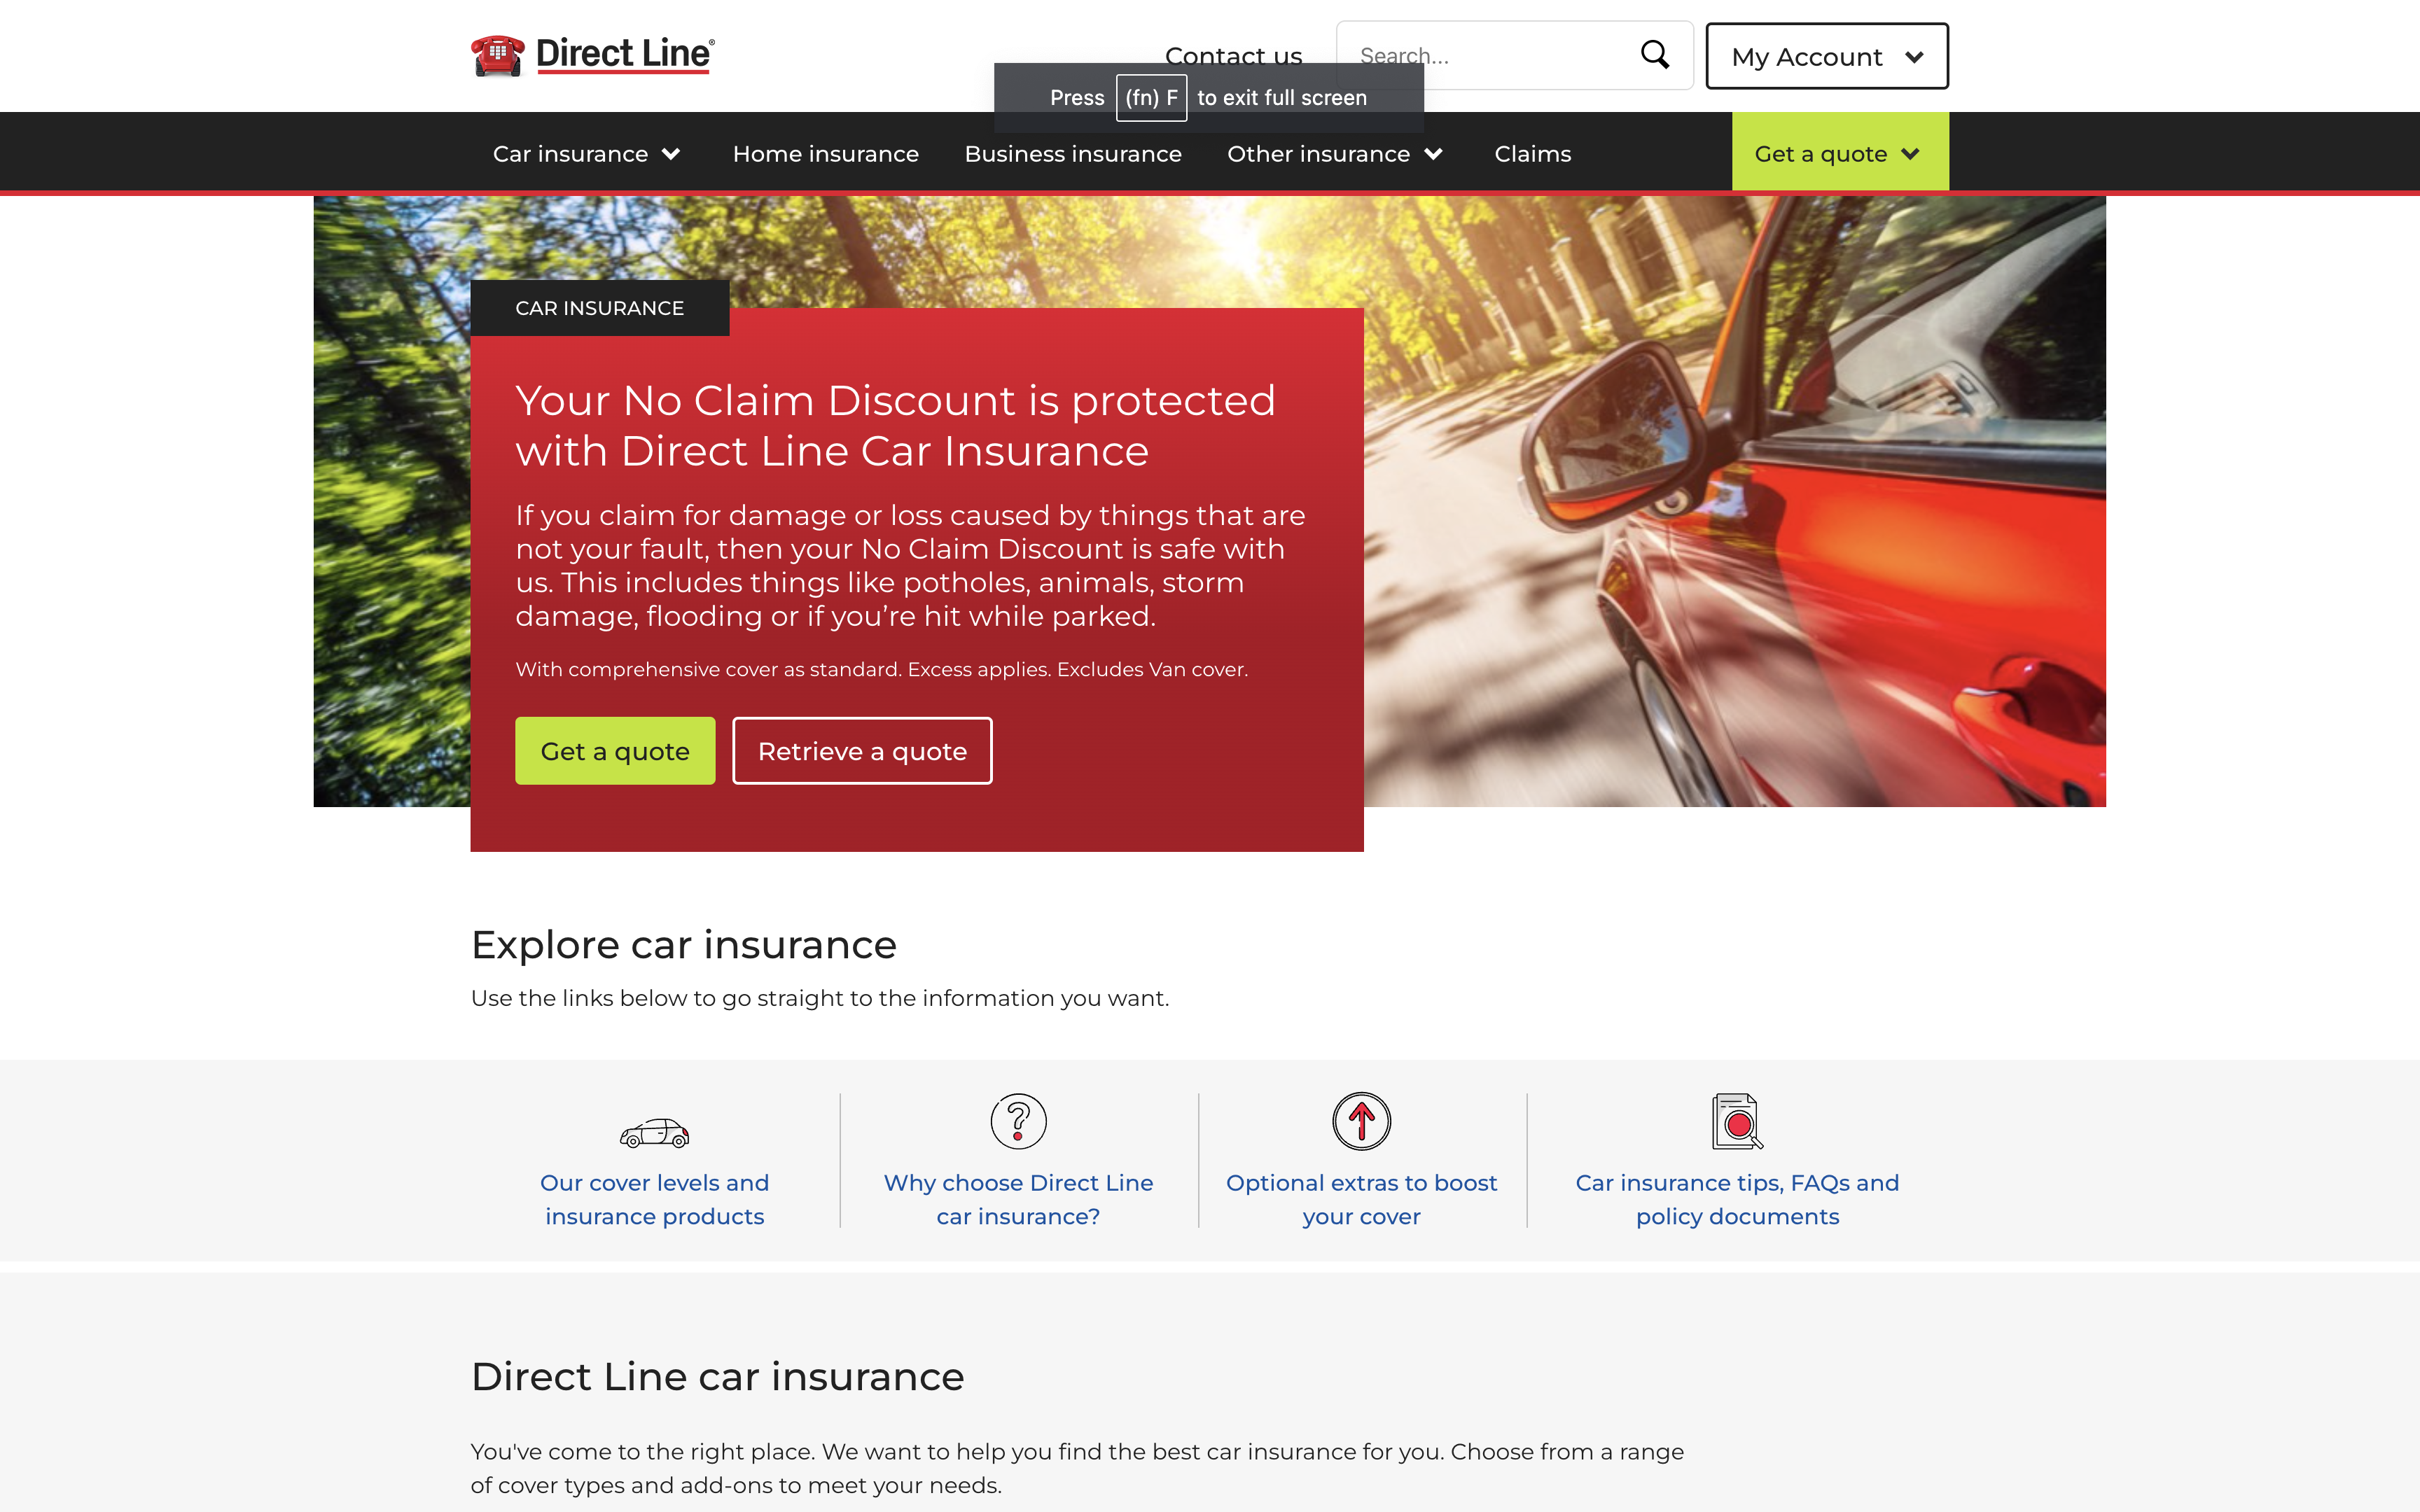 Direct Line®
Contact us
Search...
My Account
Press (fn) F to exit full screen
Car insurance
Home insurance
Business insurance
Other insurance
Claims
Get a quote
CAR INSURANCE
Your No Claim Discount is protected
with Direct Line Car Insurance
If you claim for damage or loss caused by things that are
not your fault, then your No Claim Discount is safe with
us. This includes things like potholes, animals, storm
damage, flooding or if you’re hit while parked.
With comprehensive cover as standard. Excess applies. Excludes Van cover.
Get a quote
Retrieve a quote
Explore car insurance
Use the links below to go straight to the information you want.
Our cover levels and
insurance products
Why choose Direct Line
car insurance?
Optional extras to boost
your cover
Car insurance tips, FAQs and
policy documents
Direct Line car insurance
You've come to the right place. We want to help you find the best car insurance for you. Choose from a range
of cover types and add-ons to meet your needs.